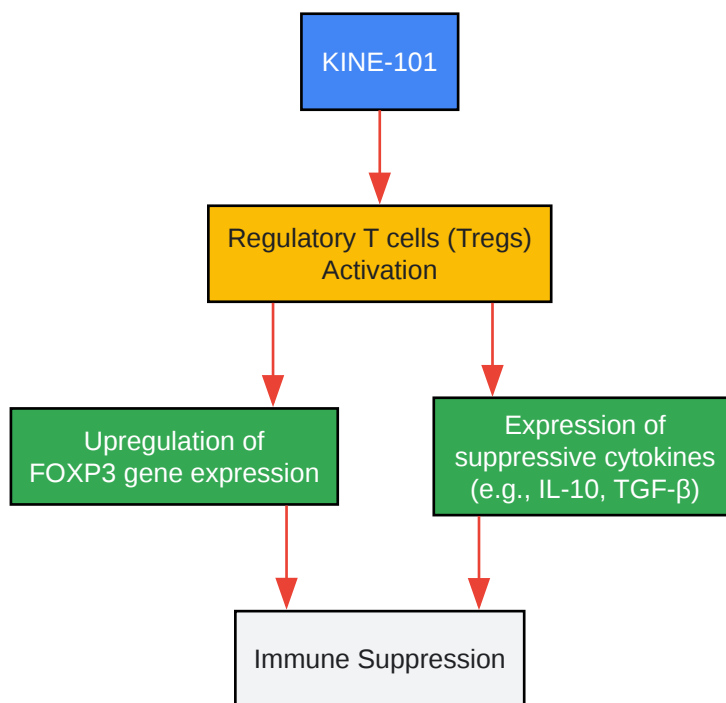 KINE-101
Regulatory T cells (Tregs)
Activation
Upregulation of
FOXP3 gene expression
Expression of
suppressive cytokines
(e.g., IL-10, TGF-β)
Immune Suppression